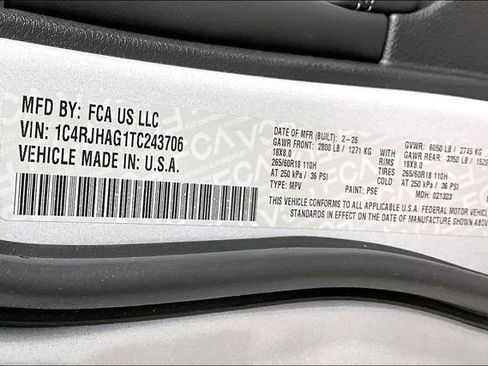 MFD BY: FCA US LLC
VIN: 1C4RJHAG1TC243706
VEHICLE MADE IN: U.S.A.
DATE OF MFR (BUILT): 2-26 GVWR: 6050 LB / 2745 KG
GAWR FRONT: 2800 LB / 1271 KG WITH GAWR REAR: 3350 LB / 1520
18X8.0 RIMS 18X8.0
265/60R18 110H TIRES 265/60R18 110H
AT 250 kPa / 36 PSI COLD AT 250 kPa / 36 PSI
TYPE: MPV PAINT: PSE MDH: 021323
THIS VEHICLE CONFORMS TO ALL APPLICABLE U.S.A. FEDERAL MOTOR VEHICLE
STANDARDS IN EFFECT ON THE DATE OF MANUFACTURE SHOWN ABOVE